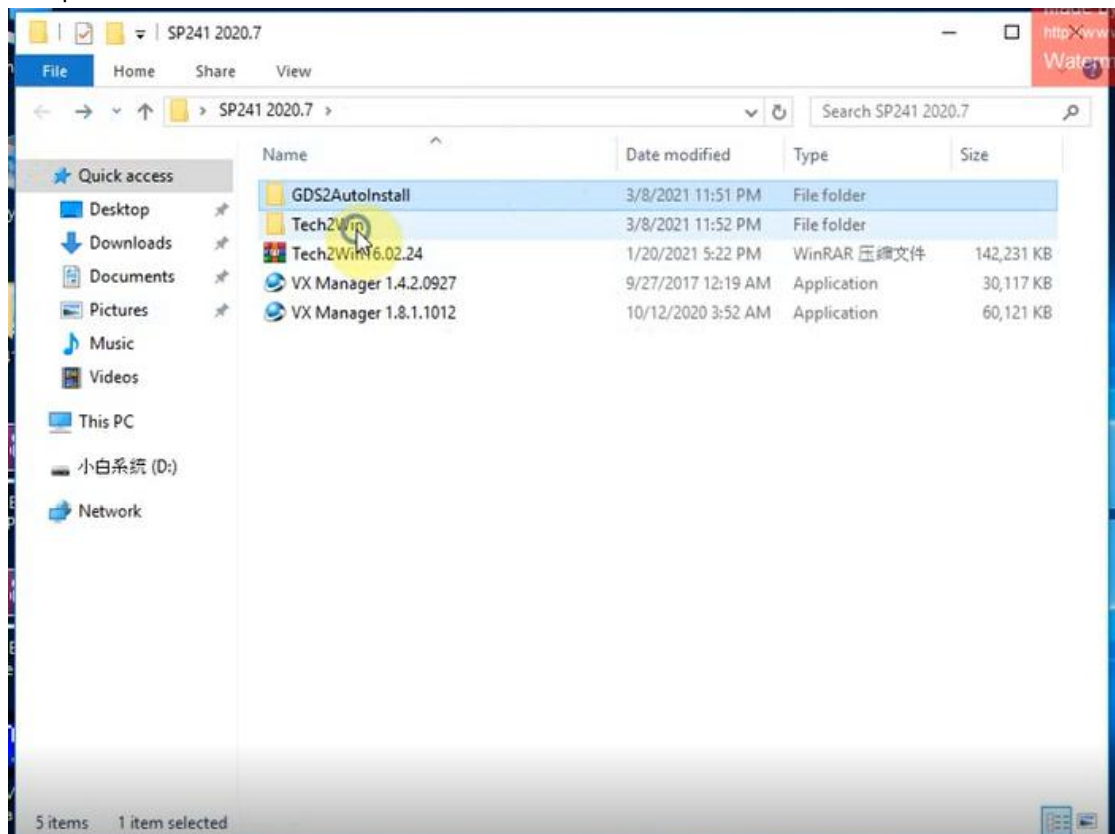 SP241 2020.7
http://www
Waterm
File Home Share View
SP241 2020.7
Search SP241 2020.7
Name Date modified Type Size
Quick access
Desktop
Downloads
Documents
Pictures
Music
Videos
This PC
小白系统 (D:)
Network
GDS2AutoInstall 3/8/2021 11:51 PM File folder
Tech2Win 3/8/2021 11:52 PM File folder
Tech2Win16.02.24 1/20/2021 5:22 PM WinRAR 压缩文件 142,231 KB
VX Manager 1.4.2.0927 9/27/2017 12:19 AM Application 30,117 KB
VX Manager 1.8.1.1012 10/12/2020 3:52 AM Application 60,121 KB
5 items 1 item selected